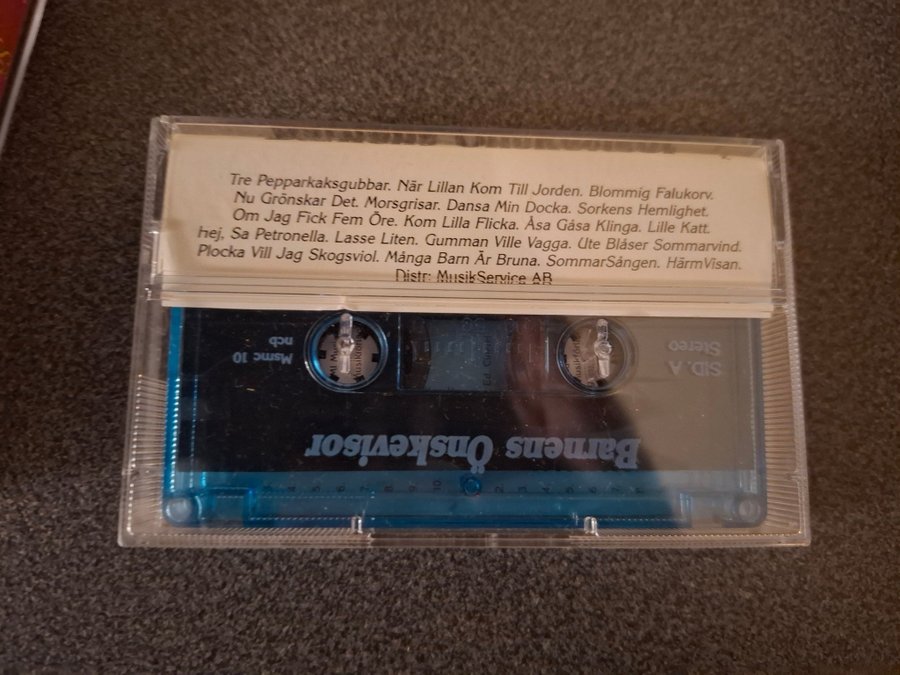 Tre Pepparkaksgubbar. När Lillan Kom Till Jorden. Blommig Falukorv.
Nu Grönskar Det. Morsgrisar. Dansa Min Docka. Sorkens Hemlighet.
Om Jag Fick Fem Öre. Kom Lilla Flicka. Åsa Gåsa Klinga. Lille Katt.
Hej, Sa Petronella. Lasse Liten. Gumman Ville Vagga. Ute Blåser Sommarvind.
Plocka Vill Jag Skogsviol. Många Barn Är Bruna. SommarSången. HärmVisan.
Distr: MusikService AB
SID. A
Stereo
Msmc 10
ncb
Barnens Önskevisor